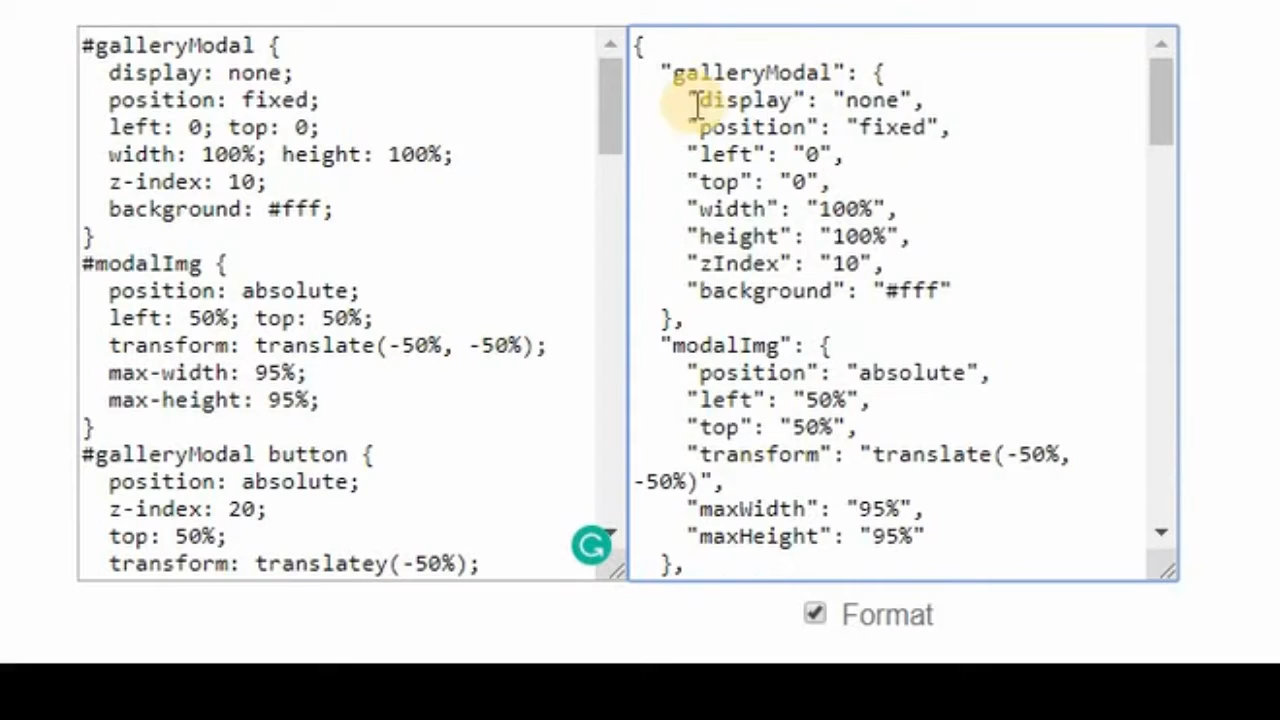 #galleryModal {
  display: none;
  position: fixed;
  left: 0; top: 0;
  width: 100%; height: 100%;
  z-index: 10;
  background: #fff;
}
#modalImg {
  position: absolute;
  left: 50%; top: 50%;
  transform: translate(-50%, -50%);
  max-width: 95%;
  max-height: 95%;
}
#galleryModal button {
  position: absolute;
  z-index: 20;
  top: 50%;
  transform: translatey(-50%);
{
  "galleryModal": {
    "display": "none",
    "position": "fixed",
    "left": "0",
    "top": "0",
    "width": "100%",
    "height": "100%",
    "zIndex": "10",
    "background": "#fff"
  },
  "modalImg": {
    "position": "absolute",
    "left": "50%",
    "top": "50%",
    "transform": "translate(-50%,
-50%)",
    "maxWidth": "95%",
    "maxHeight": "95%"
  },
Format